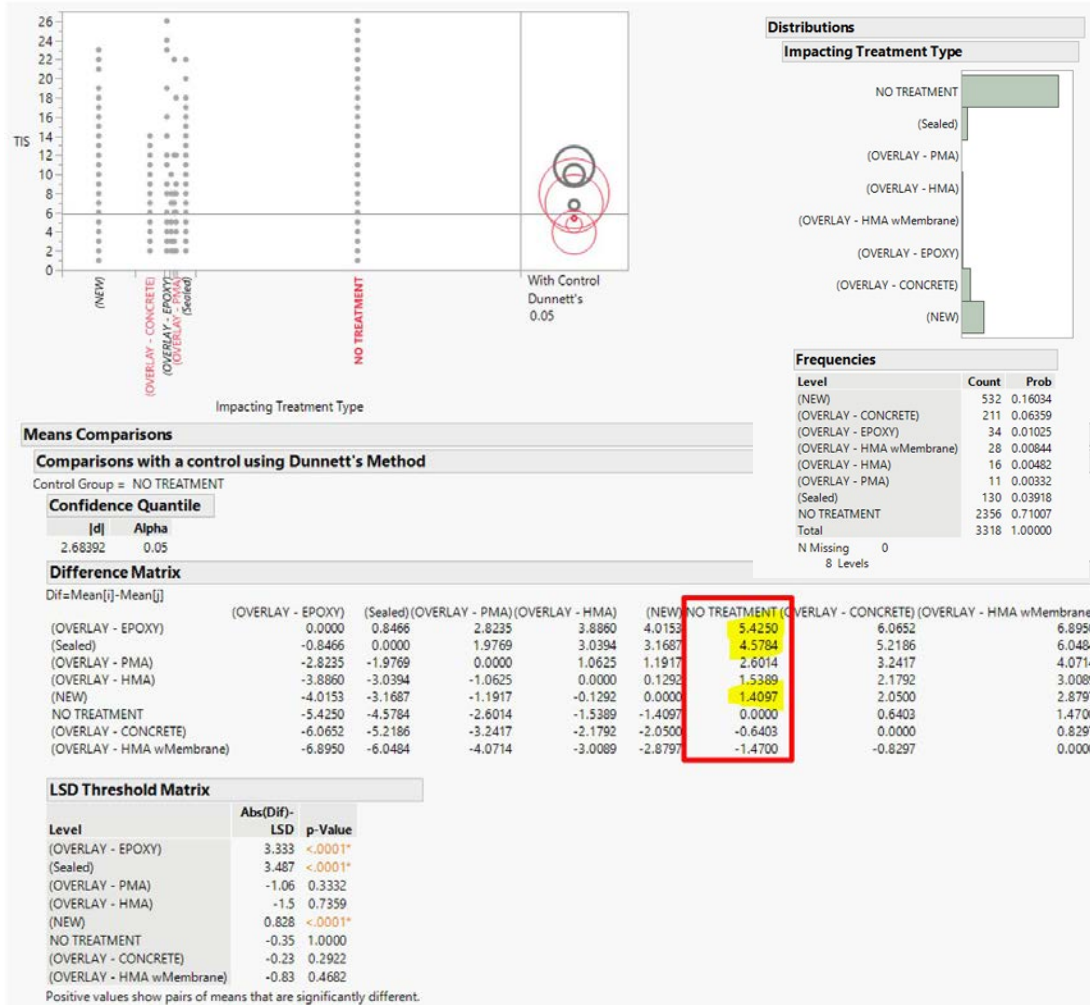 26
24
22
20
18
16
TIS 14
12
10
8
6
4
2
0
(NEW)
(OVERLAY - CONCRETE)
(OVERLAY - EPOXY)
(OVERLAY - PMA)
(Sealed)
NO TREATMENT
With Control
Dunnett's
0.05
Impacting Treatment Type
Distributions
Impacting Treatment Type
NO TREATMENT
(Sealed)
(OVERLAY - PMA)
(OVERLAY - HMA)
(OVERLAY - HMA wMembrane)
(OVERLAY - EPOXY)
(OVERLAY - CONCRETE)
(NEW)
Frequencies
Level Count Prob
(NEW) 532 0.16034
(OVERLAY - CONCRETE) 211 0.06359
(OVERLAY - EPOXY) 34 0.01025
(OVERLAY - HMA wMembrane) 28 0.00844
(OVERLAY - HMA) 16 0.00482
(OVERLAY - PMA) 11 0.00332
(Sealed) 130 0.03918
NO TREATMENT 2356 0.71007
Total 3318 1.00000
N Missing 0
8 Levels
Means Comparisons
Comparisons with a control using Dunnett's Method
Control Group = NO TREATMENT
Confidence Quantile
|d| Alpha
2.68392 0.05
Difference Matrix
Dif=Mean[i]-Mean[j]
(OVERLAY - EPOXY) (Sealed) (OVERLAY - PMA) (OVERLAY - HMA) (NEW) NO TREATMENT (OVERLAY - CONCRETE) (OVERLAY - HMA wMembrane
(OVERLAY - EPOXY) 0.0000 0.8466 2.8235 3.8860 4.0153 5.4250 6.0652 6.8950
(Sealed) -0.8466 0.0000 1.9769 3.0394 3.1687 4.5784 5.2186 6.0484
(OVERLAY - PMA) -2.8235 -1.9769 0.0000 1.0625 1.1917 2.6014 3.2417 4.0714
(OVERLAY - HMA) -3.8860 -3.0394 -1.0625 0.0000 0.1292 1.5389 2.1792 3.0089
(NEW) -4.0153 -3.1687 -1.1917 -0.1292 0.0000 1.4097 2.0500 2.8797
NO TREATMENT -5.4250 -4.5784 -2.6014 -1.5389 -1.4097 0.0000 0.6403 1.4700
(OVERLAY - CONCRETE) -6.0652 -5.2186 -3.2417 -2.1792 -2.0500 -0.6403 0.0000 0.8297
(OVERLAY - HMA wMembrane) -6.8950 -6.0484 -4.0714 -3.0089 -2.8797 -1.4700 -0.8297 0.0000
LSD Threshold Matrix
Abs(Dif)-
Level LSD p-Value
(OVERLAY - EPOXY) 3.333 <.0001*
(Sealed) 3.487 <.0001*
(OVERLAY - PMA) -1.06 0.3332
(OVERLAY - HMA) -1.5 0.7359
(NEW) 0.828 <.0001*
NO TREATMENT -0.35 1.0000
(OVERLAY - CONCRETE) -0.23 0.2922
(OVERLAY - HMA wMembrane) -0.83 0.4682
Positive values show pairs of means that are significantly different.